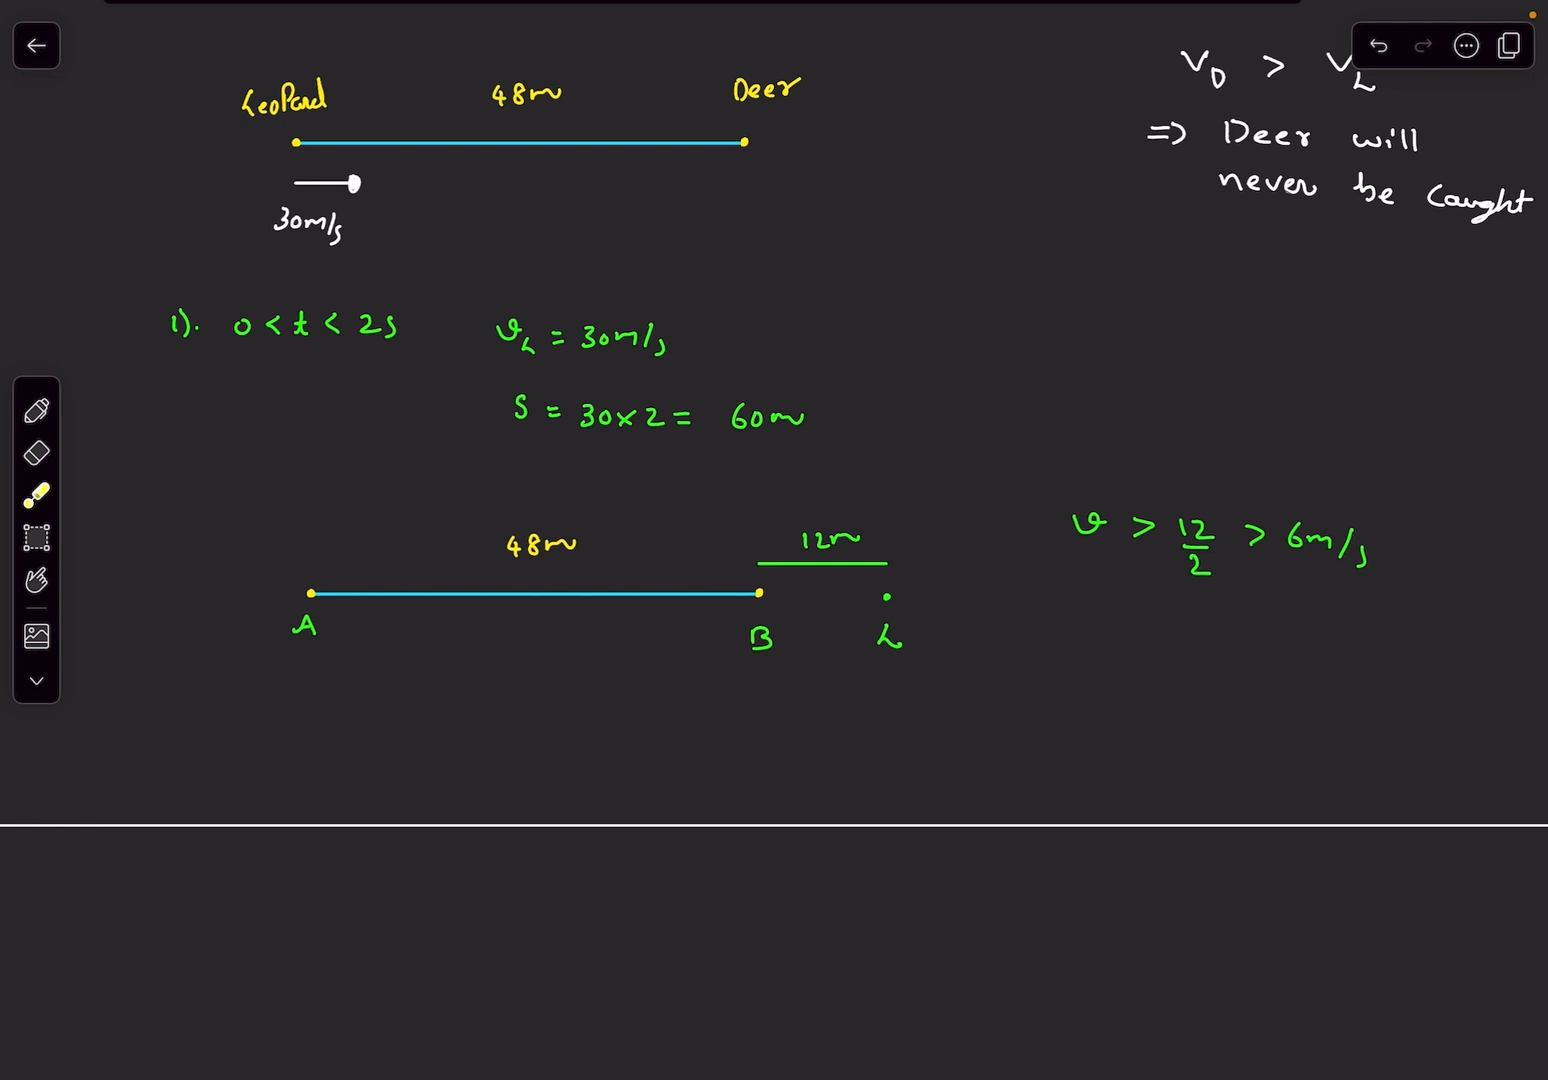 Leopard 48m Deer
30m/s
V_D > V_L
=> Deer will
never be caught
1). 0 < t < 2s v_L = 30m/s
S = 30×2 = 60m
48m 12m
A B L
v > 12/2 > 6m/s